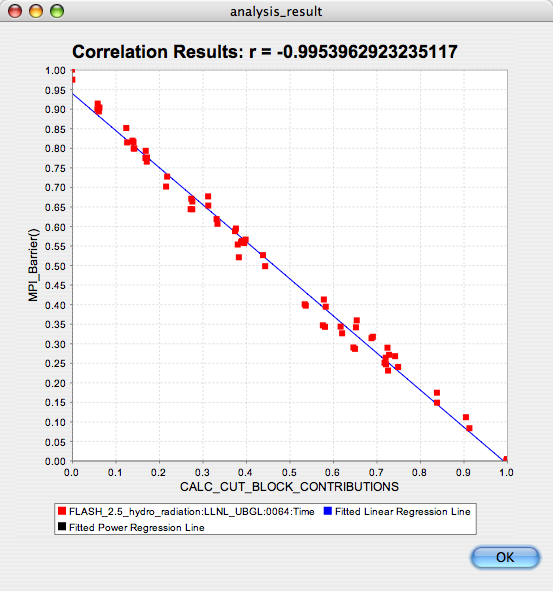 analysis_result
Correlation Results: r = -0.9953962923235117
1.00
0.95
0.90
0.85
0.80
0.75
0.70
0.65
0.60
0.55
0.50
0.45
0.40
0.35
0.30
0.25
0.20
0.15
0.10
0.05
0.00
MPI_Barrier()
0.0 0.1 0.2 0.3 0.4 0.5 0.6 0.7 0.8 0.9 1.0
CALC_CUT_BLOCK_CONTRIBUTIONS
FLASH_2.5_hydro_radiation:LLNL_UBGL:0064:Time Fitted Linear Regression Line
Fitted Power Regression Line
OK